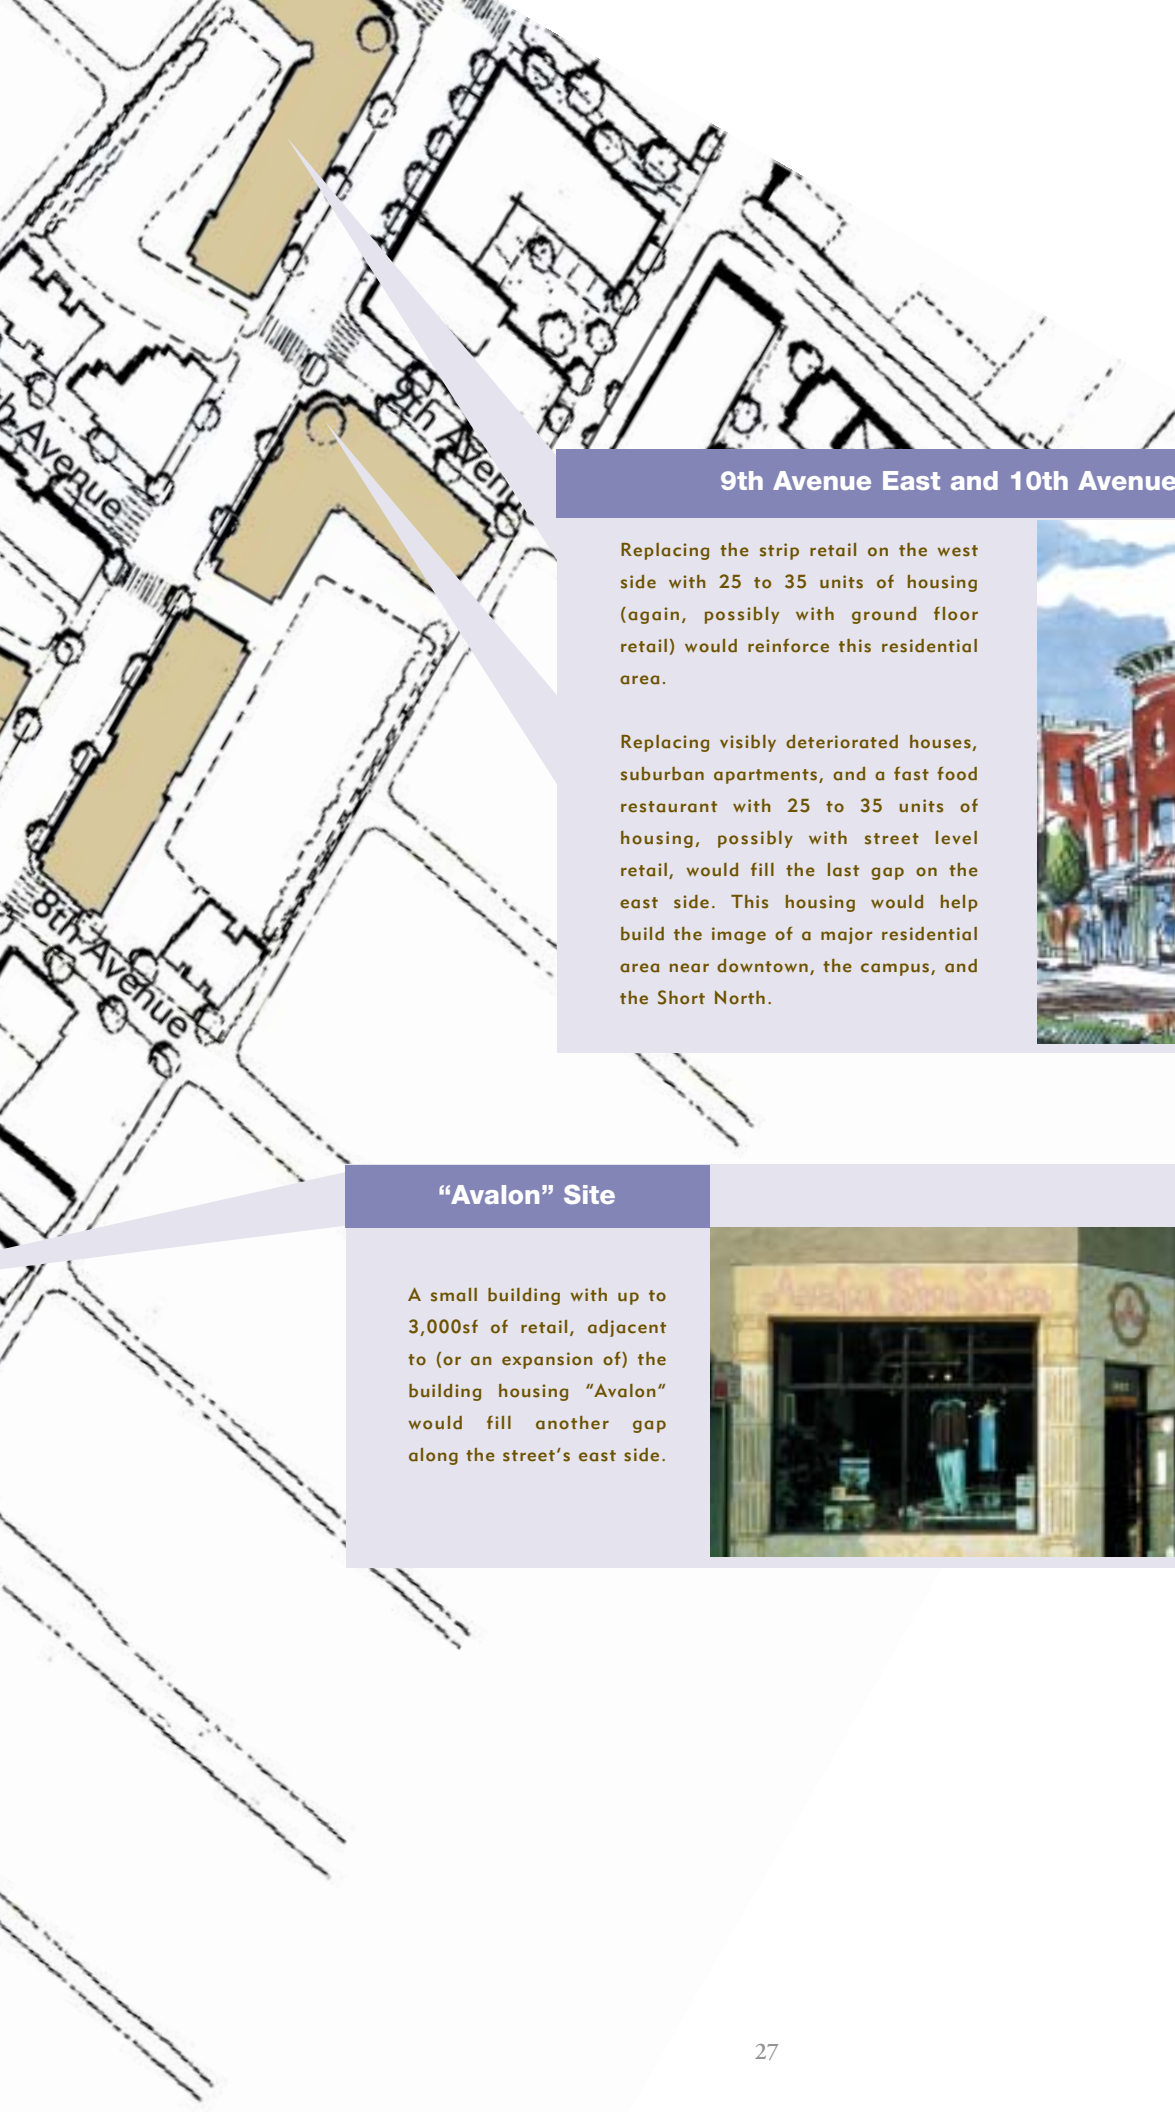 9th Avenue
9th Avenue East and 10th Avenue
Replacing the strip retail on the west
side with 25 to 35 units of housing
(again, possibly with ground floor
retail) would reinforce this residential
area.
Replacing visibly deteriorated houses,
suburban apartments, and a fast food
restaurant with 25 to 35 units of
housing, possibly with street level
retail, would fill the last gap on the
east side. This housing would help
build the image of a major residential
area near downtown, the campus, and
the Short North.
Avenue
8th Avenue
“Avalon” Site
A small building with up to
3,000sf of retail, adjacent
to (or an expansion of) the
building housing “Avalon“
would fill another gap
along the street’s east side.
27